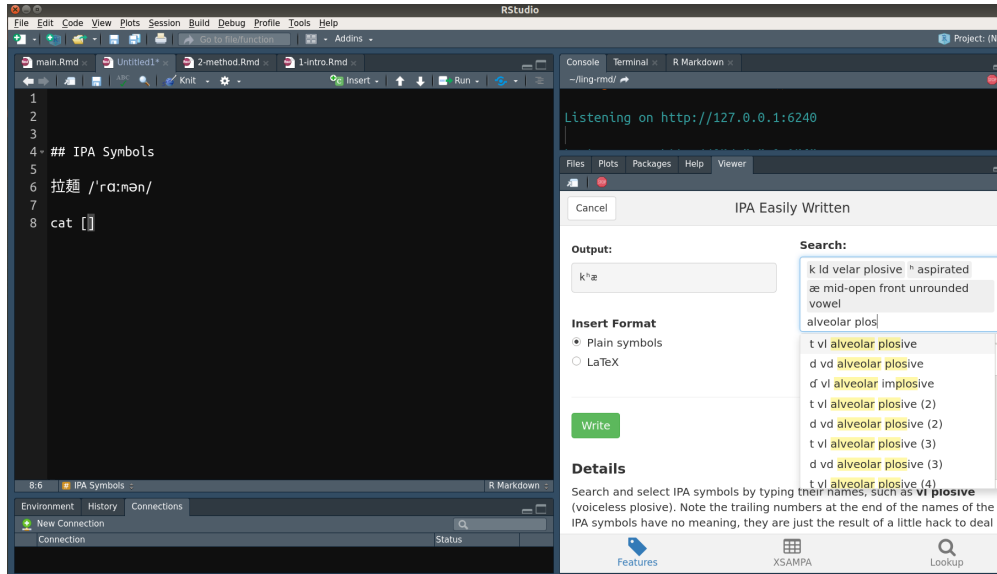 RStudio
File Edit Code View Plots Session Build Debug Profile Tools Help
Go to file/function Addins Project: (N
main.Rmd Untitled1* 2-method.Rmd 1-intro.Rmd
ABC Knit Insert Run
1
2
3
4 ## IPA Symbols
5
6 拉麺 /ˈrɑːmən/
7
8 cat []
8:6 # IPA Symbols R Markdown
Environment History Connections
New Connection
Connection Status
Console Terminal R Markdown
~/ling-rmd/
Listening on http://127.0.0.1:6240
Files Plots Packages Help Viewer
Cancel IPA Easily Written
Output:
kʰæ
Insert Format
Plain symbols
LaTeX
Write
Search:
k ld velar plosive ʰ aspirated
æ mid-open front unrounded
vowel
alveolar plos
t vl alveolar plosive
d vd alveolar plosive
ɗ vl alveolar implosive
t vl alveolar plosive (2)
d vd alveolar plosive (2)
t vl alveolar plosive (3)
d vd alveolar plosive (3)
t vl alveolar plosive (4)
Details
Search and select IPA symbols by typing their names, such as vl plosive
(voiceless plosive). Note the trailing numbers at the end of the names of the
IPA symbols have no meaning, they are just the result of a little hack to deal
Features XSAMPA Lookup